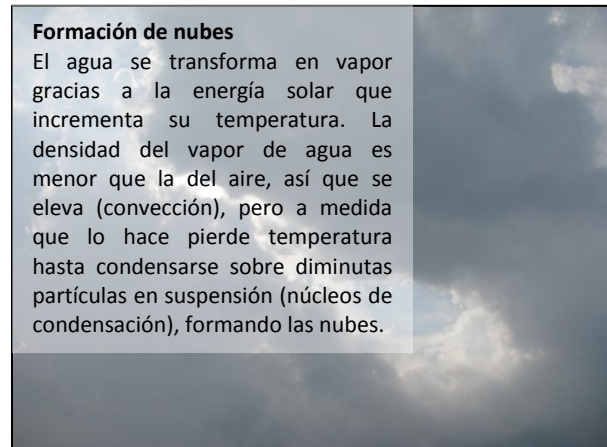 Formación de nubes
El agua se transforma en vapor
gracias a la energía solar que
incrementa su temperatura. La
densidad del vapor de agua es
menor que la del aire, así que se
eleva (convección), pero a medida
que lo hace pierde temperatura
hasta condensarse sobre diminutas
partículas en suspensión (núcleos de
condensación), formando las nubes.